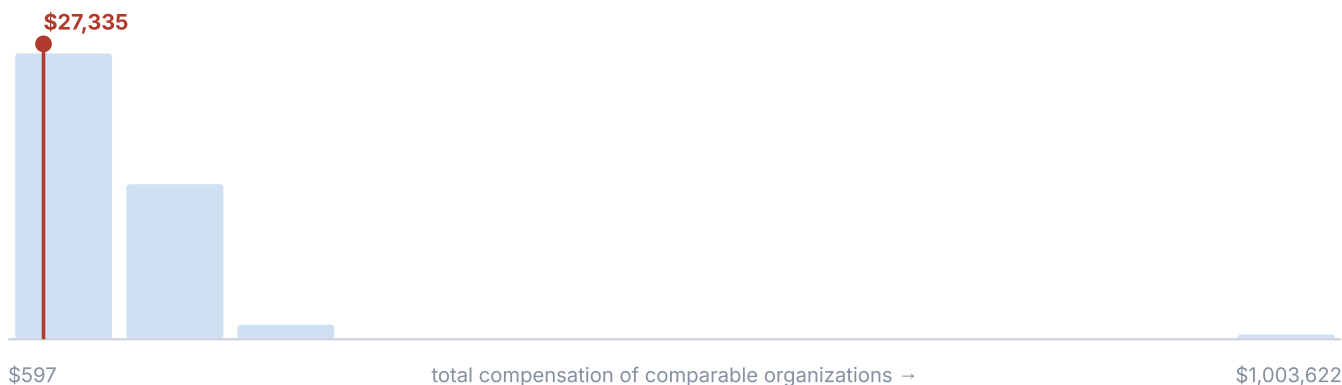 $27,335
$597
total compensation of comparable organizations →
$1,003,622